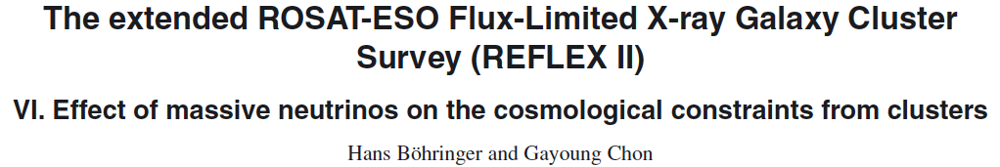 The extended ROSAT-ESO Flux-Limited X-ray Galaxy Cluster
Survey (REFLEX II)
VI. Effect of massive neutrinos on the cosmological constraints from clusters
Hans Böhringer and Gayoung Chon